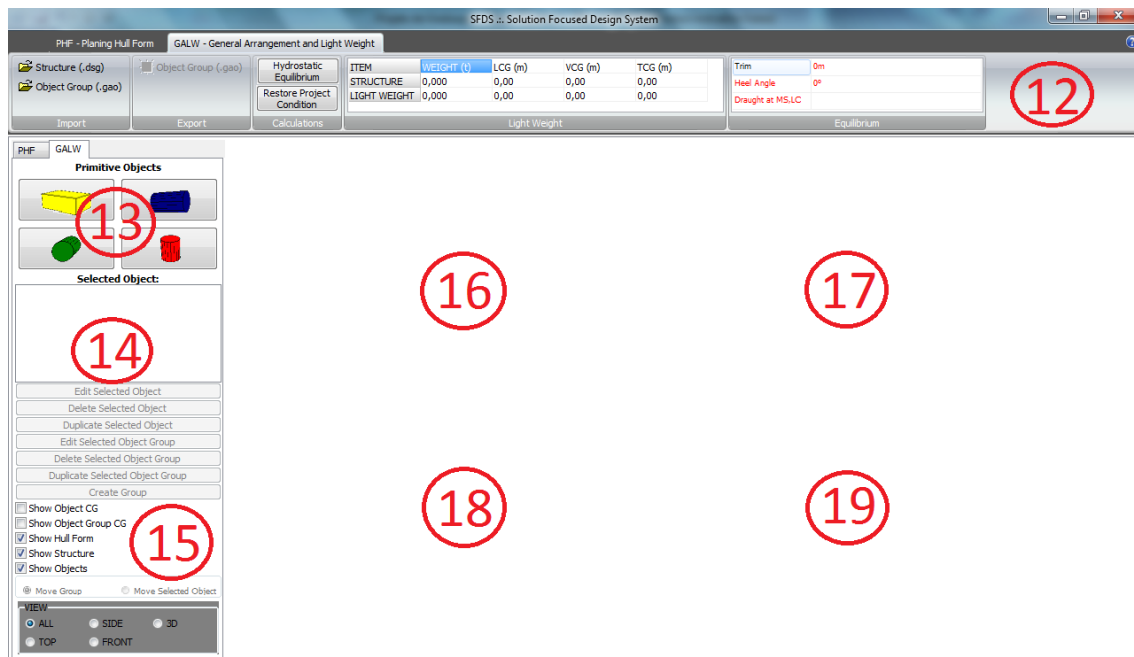 SFDS .:. Solution Focused Design System
PHF - Planing Hull Form
GALW - General Arrangement and Light Weight
Structure (.dsg)
Object Group (.gao)
Import
Object Group (.gao)
Export
Hydrostatic
Equilibrium
Restore Project
Condition
Calculations
ITEM WEIGHT (t) LCG (m) VCG (m) TCG (m)
STRUCTURE 0,000 0,00 0,00 0,00
LIGHT WEIGHT 0,000 0,00 0,00 0,00
Light Weight
Trim 0m
Heel Angle 0º
Draught at MS.LC
Equilibrium
12
PHF GALW
Primitive Objects
13
Selected Object:
14
Edit Selected Object
Delete Selected Object
Duplicate Selected Object
Edit Selected Object Group
Delete Selected Object Group
Duplicate Selected Object Group
Create Group
Show Object CG
Show Object Group CG
Show Hull Form
Show Structure
Show Objects
15
Move Group Move Selected Object
VIEW
ALL SIDE 3D
TOP FRONT
16 17
18 19